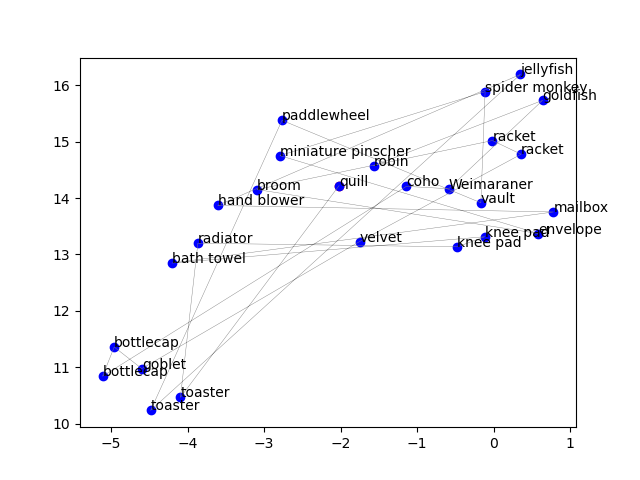 jellyfish
spider monkey
goldfish
paddlewheel
racket
racket
miniature pinscher
robin
quill
coho
Weimaraner
broom
hand blower
vault
mailbox
envelope
knee pad
knee pad
velvet
radiator
bath towel
bottlecap
goblet
bottlecap
toaster
toaster
16
15
14
13
12
11
10
−5 −4 −3 −2 −1 0 1